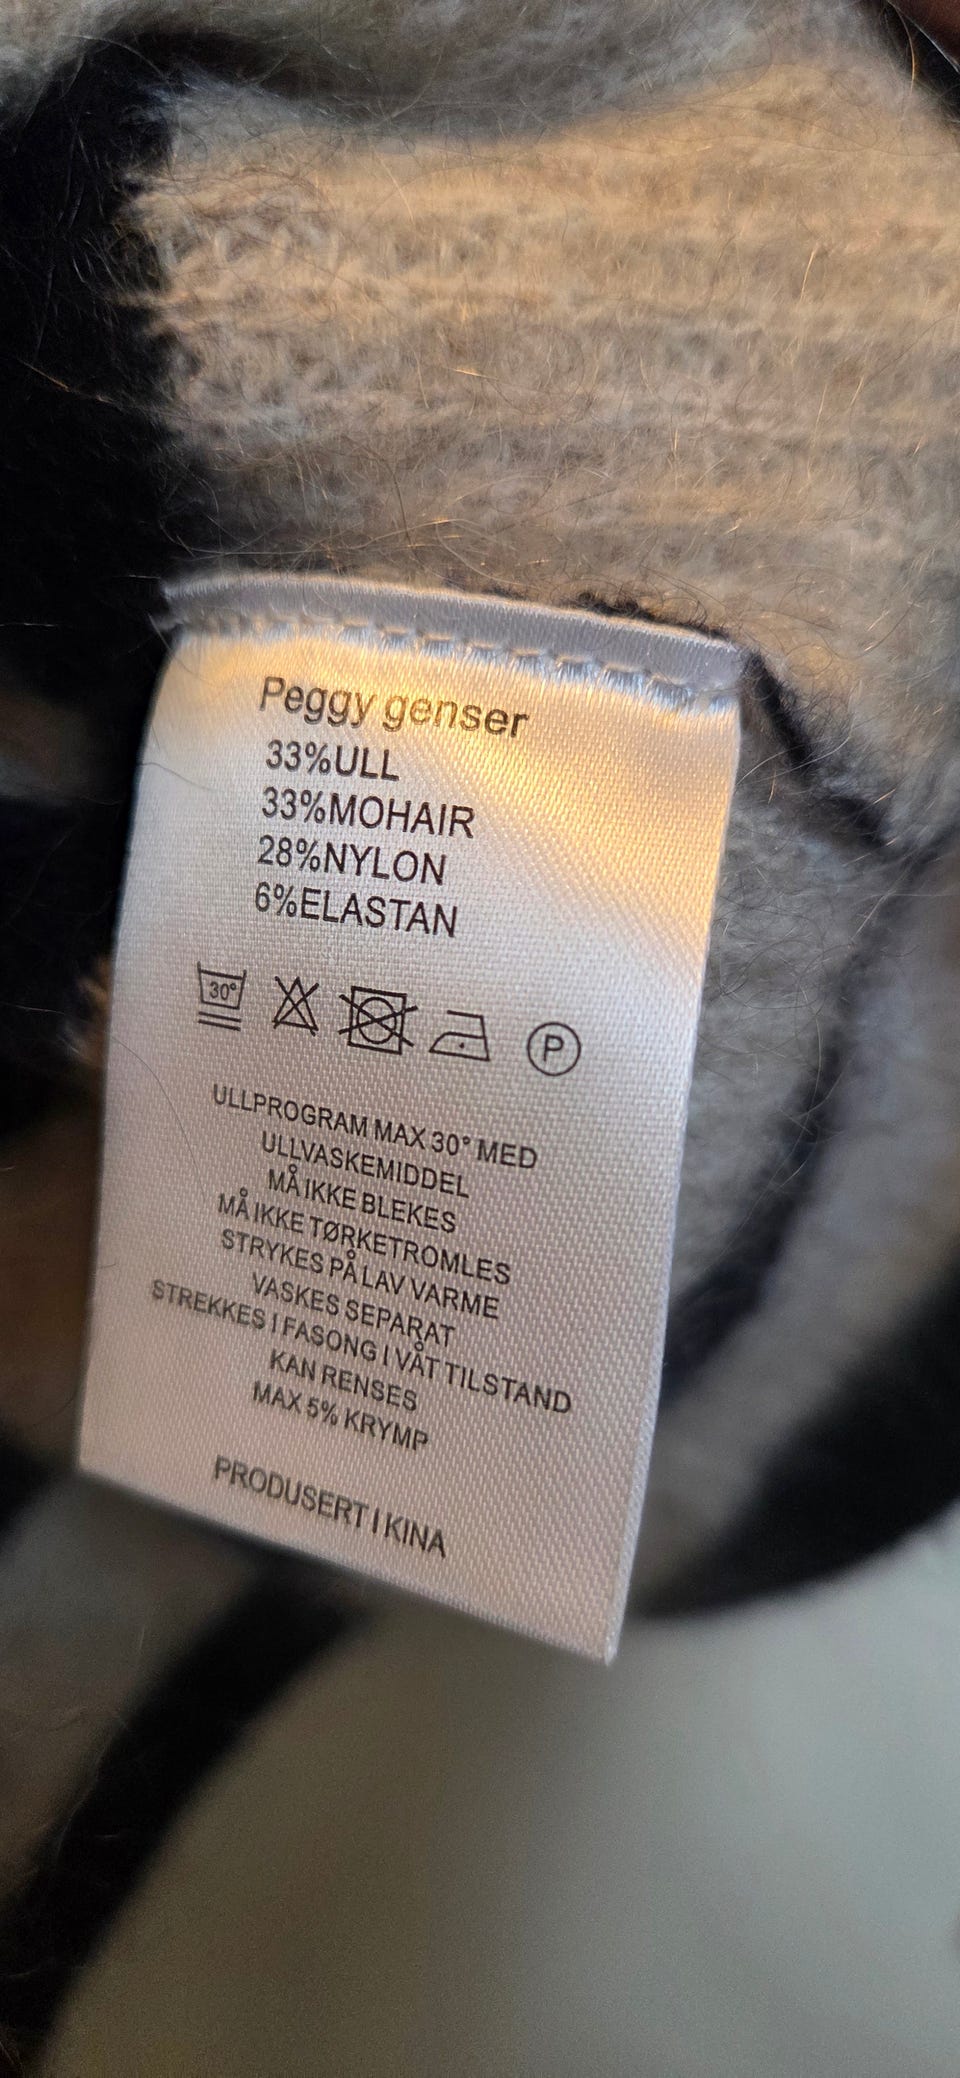 Peggy genser
33%ULL
33%MOHAIR
28%NYLON
6%ELASTAN
30°
P
ULLPROGRAM MAX 30° MED
ULLVASKEMIDDEL
MÅ IKKE BLEKES
MÅ IKKE TØRKETROMLES
STRYKES PÅ LAV VARME
VASKES SEPARAT
STREKKES I FASONG I VÅT TILSTAND
KAN RENSES
MAX 5% KRYMP
PRODUSERT I KINA